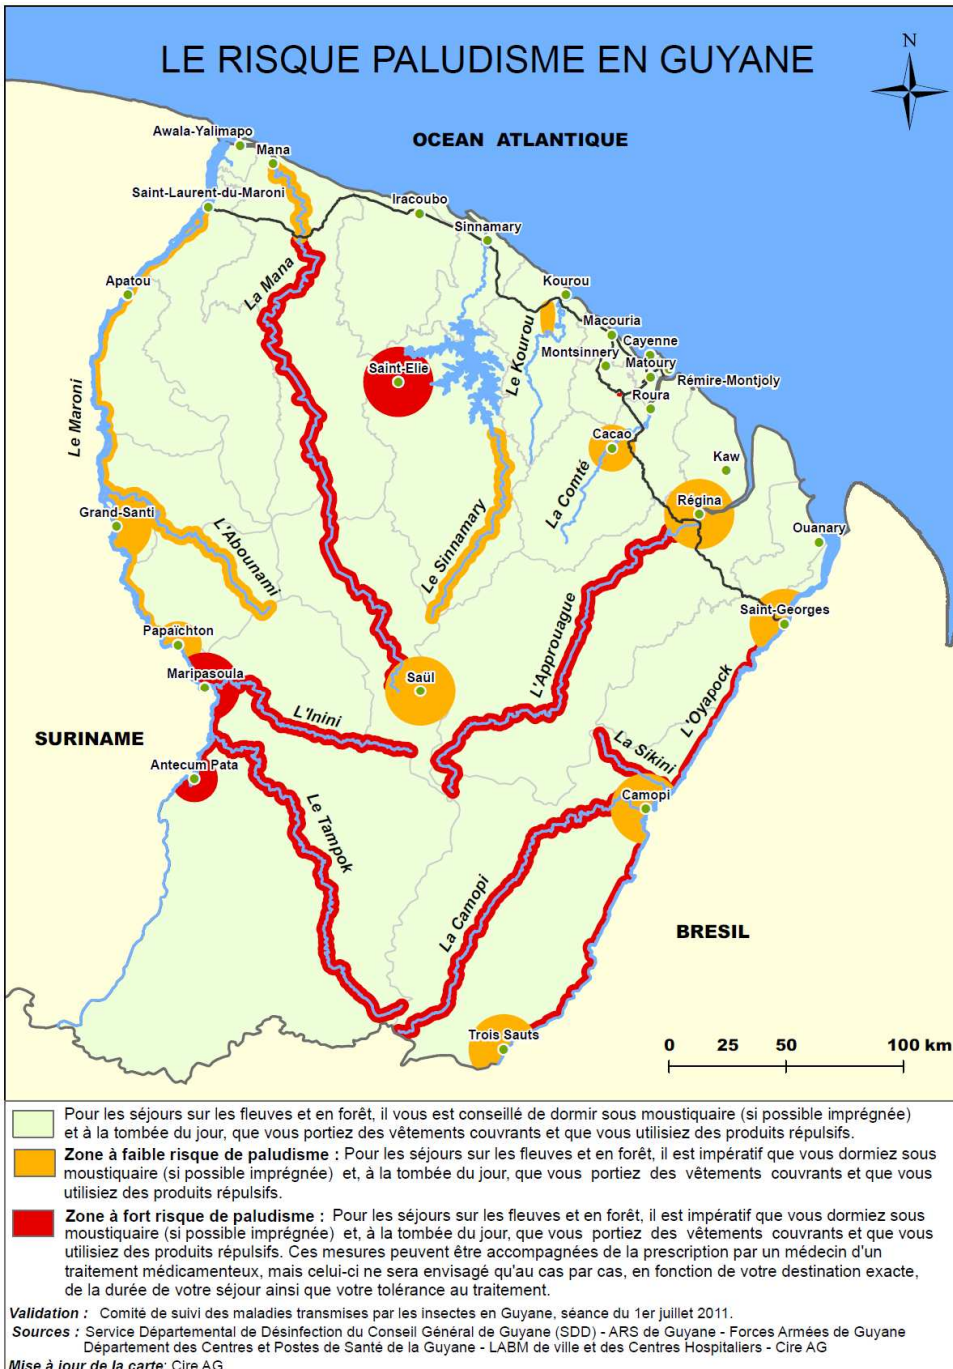 LE RISQUE PALUDISME EN GUYANE
N
OCEAN ATLANTIQUE
Awala-Yalimapo
Mana
Saint-Laurent-du-Maroni
Iracoubo
Sinnamary
Apatou
La Mana
Kourou
Macouria
Le Kourou
Montsinnery
Cayenne
Matoury
Rémire-Montjoly
Saint-Elie
Roura
Le Maroni
Cacao
Kaw
La Comté
Régina
Grand-Santi
L'Abounami
Le Sinnamary
Ouanary
Papaïchton
Saint-Georges
Maripasoula
Saül
L'Approuague
L'Inini
L'Oyapock
SURINAME
La Sikini
Antecum Pata
Camopi
Le Tampok
La Camopi
BRESIL
Trois Sauts
0 25 50 100 km
Pour les séjours sur les fleuves et en forêt, il vous est conseillé de dormir sous moustiquaire (si possible imprégnée)
et à la tombée du jour, que vous portiez des vêtements couvrants et que vous utilisiez des produits répulsifs.
Zone à faible risque de paludisme : Pour les séjours sur les fleuves et en forêt, il est impératif que vous dormiez sous
moustiquaire (si possible imprégnée) et, à la tombée du jour, que vous portiez des vêtements couvrants et que vous
utilisiez des produits répulsifs.
Zone à fort risque de paludisme : Pour les séjours sur les fleuves et en forêt, il est impératif que vous dormiez sous
moustiquaire (si possible imprégnée) et, à la tombée du jour, que vous portiez des vêtements couvrants et que vous
utilisiez des produits répulsifs. Ces mesures peuvent être accompagnées de la prescription par un médecin d'un
traitement médicamenteux, mais celui-ci ne sera envisagé qu'au cas par cas, en fonction de votre destination exacte,
de la durée de votre séjour ainsi que votre tolérance au traitement.
Validation : Comité de suivi des maladies transmises par les insectes en Guyane, séance du 1er juillet 2011.
Sources : Service Départemental de Désinfection du Conseil Général de Guyane (SDD) - ARS de Guyane - Forces Armées de Guyane
Département des Centres et Postes de Santé de la Guyane - LABM de ville et des Centres Hospitaliers - Cire AG
Mise à jour de la carte: Cire AG